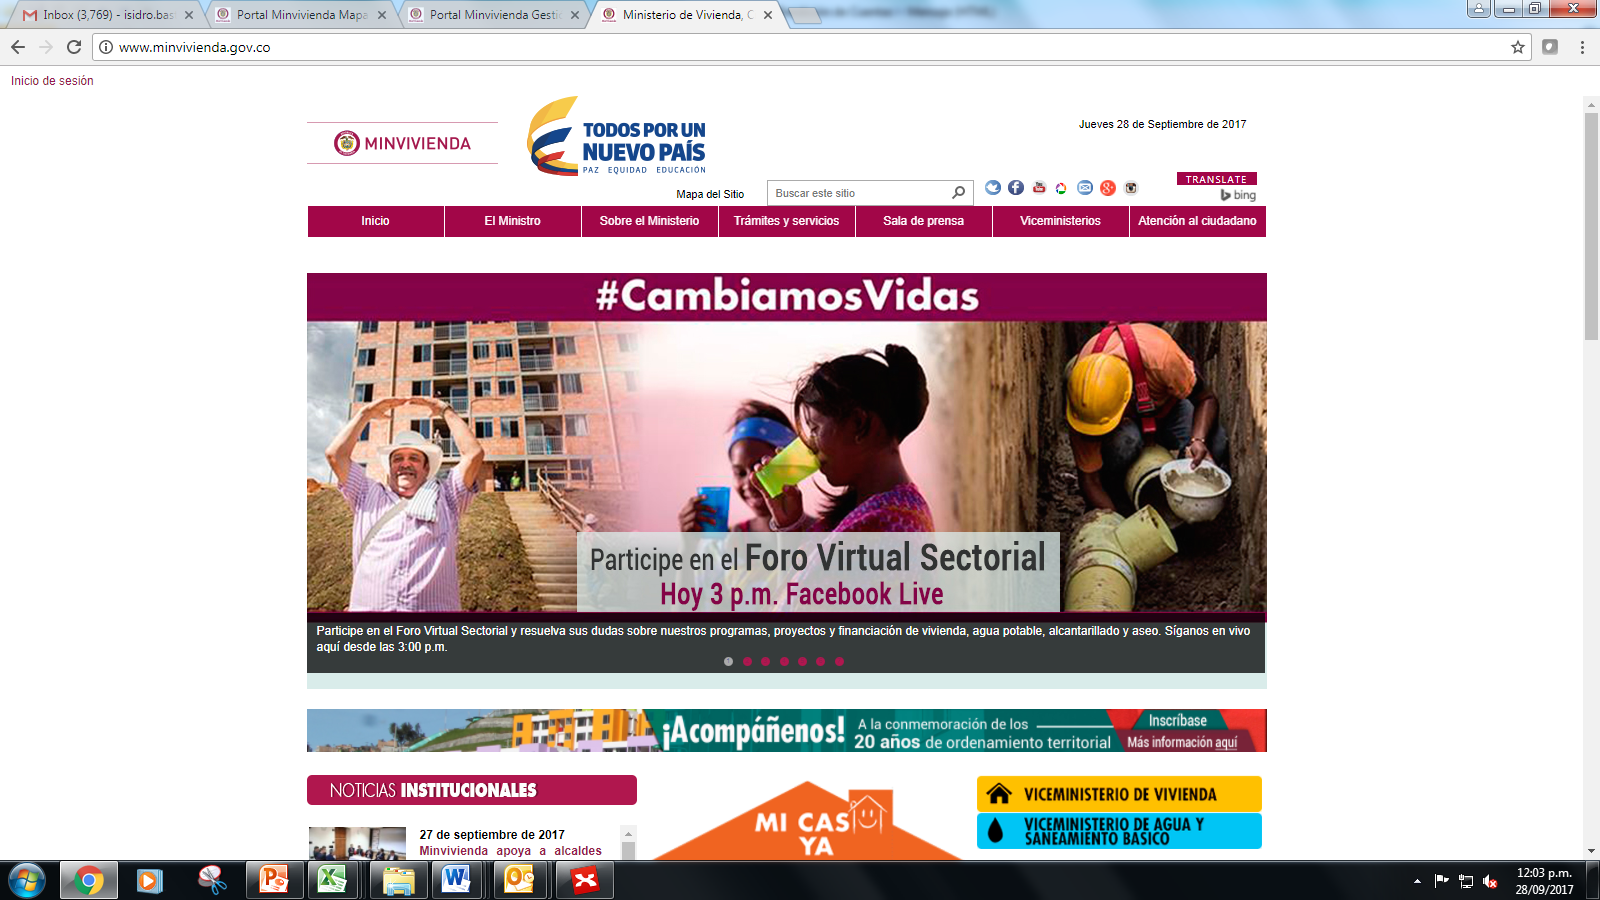 Inbox (3,769) - isidro.bas
Portal Minvivienda Mapa
Portal Minvivienda Gesti
Ministerio de Vivienda, C
www.minvivienda.gov.co
Inicio de sesión
MINVIVIENDA
TODOS POR UN
NUEVO PAÍS
PAZ EQUIDAD EDUCACIÓN
Jueves 28 de Septiembre de 2017
Mapa del Sitio
Buscar este sitio
TRANSLATE
bing
Inicio
El Ministro
Sobre el Ministerio
Trámites y servicios
Sala de prensa
Viceministerios
Atención al ciudadano
#CambiamosVidas
Participe en el Foro Virtual Sectorial
Hoy 3 p.m. Facebook Live
Participe en el Foro Virtual Sectorial y resuelva sus dudas sobre nuestros programas, proyectos y financiación de vivienda, agua potable, alcantarillado y aseo. Síganos en vivo
aquí desde las 3:00 p.m.
¡Acompáñenos!
A la conmemoración de los
20 años de ordenamiento territorial
Inscríbase
Más información aquí
NOTICIAS INSTITUCIONALES
27 de septiembre de 2017
Minvivienda apoya a alcaldes
MI CASA
YA
VICEMINISTERIO DE VIVIENDA
VICEMINISTERIO DE AGUA Y
SANEAMIENTO BÁSICO
12:03 p.m.
28/09/2017